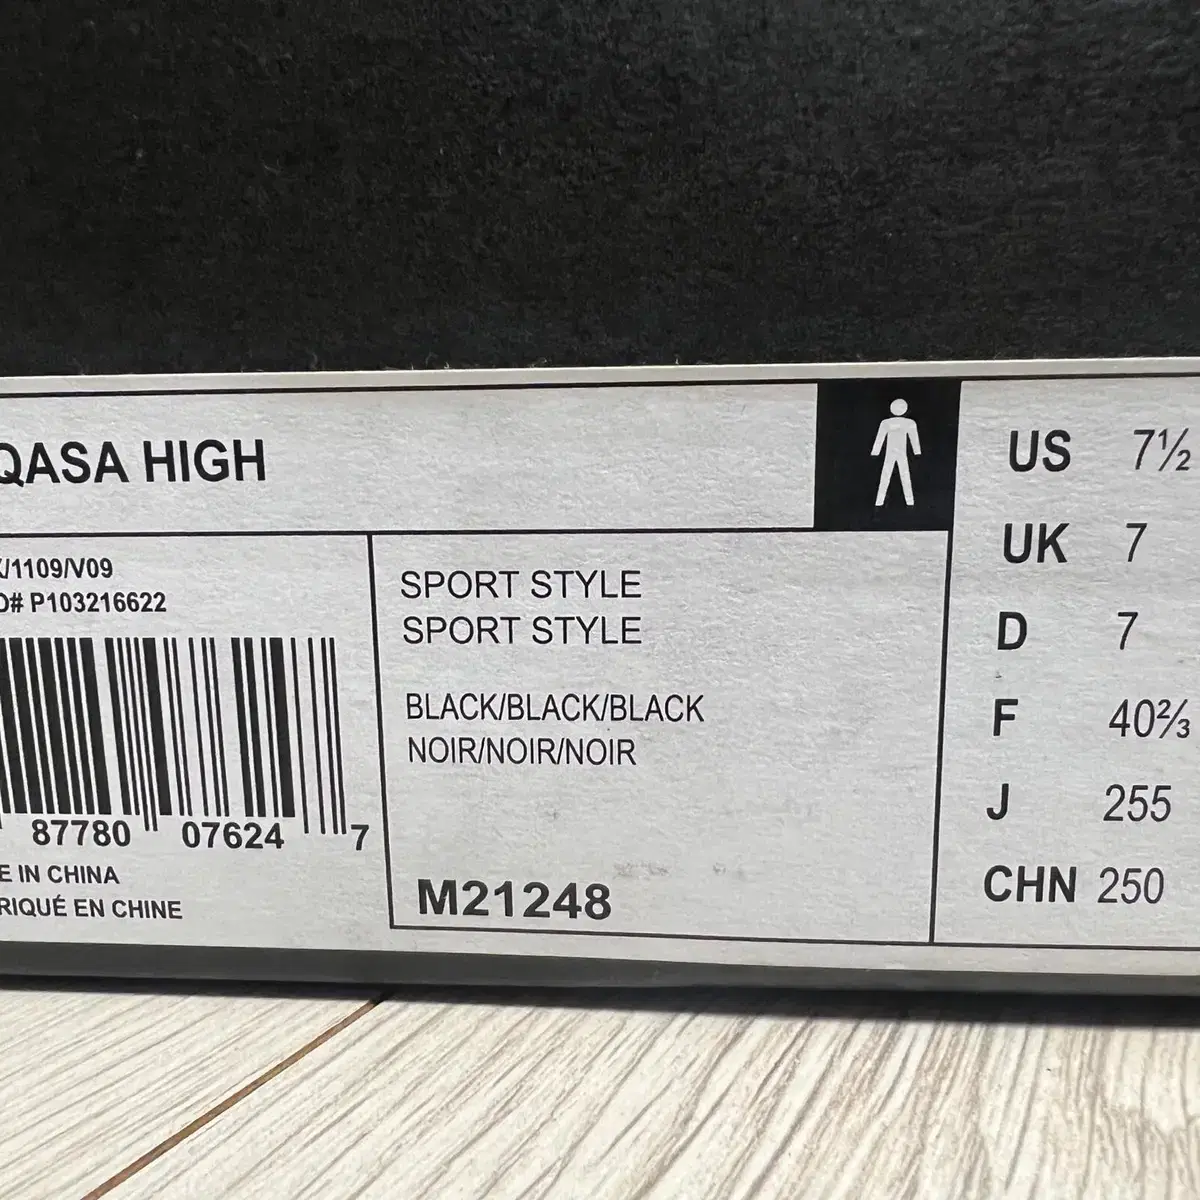 QASA HIGH
/1109/V09
O# P103216622
87780 07624 7
E IN CHINA
RIQUÉ EN CHINE
SPORT STYLE
SPORT STYLE
BLACK/BLACK/BLACK
NOIR/NOIR/NOIR
M21248
US 7½
UK 7
D 7
F 40⅔
J 255
CHN 250